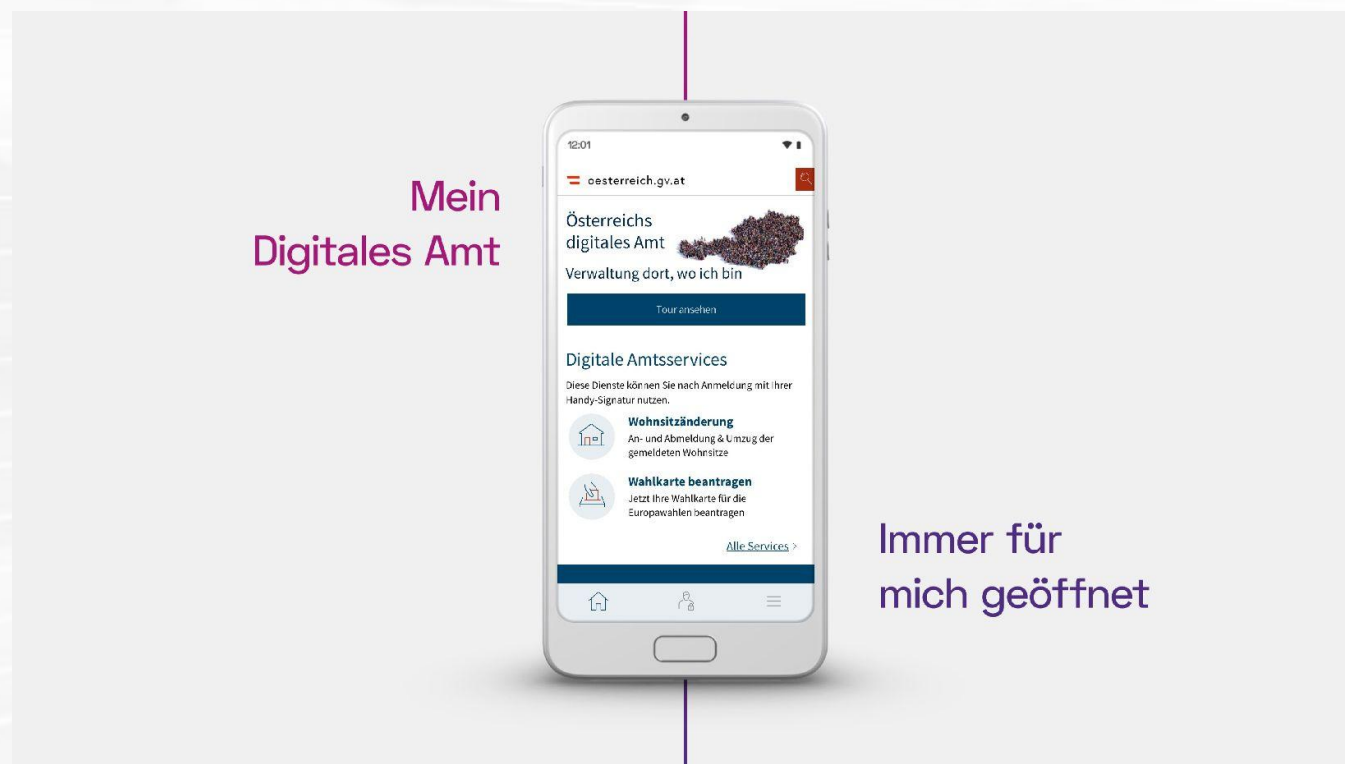 Mein
Digitales Amt
12:01
oesterreich.gv.at
Österreichs
digitales Amt
Verwaltung dort, wo ich bin
Tour ansehen
Digitale Amtsservices
Diese Dienste können Sie nach Anmeldung mit Ihrer
Handy-Signatur nutzen.
Wohnsitzänderung
An- und Abmeldung & Umzug der
gemeldeten Wohnsitze
Wahlkarte beantragen
Jetzt Ihre Wahlkarte für die
Europawahlen beantragen
Alle Services >
Immer für
mich geöffnet